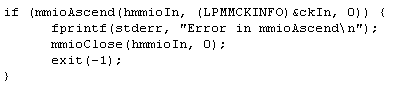 if (mmioAscend(hmmioIn, (LPMMCKINFO)&ckIn, 0)) {
    fprintf(stderr, "Error in mmioAscend\n");
    mmioClose(hmmioIn, 0);
    exit(-1);
}